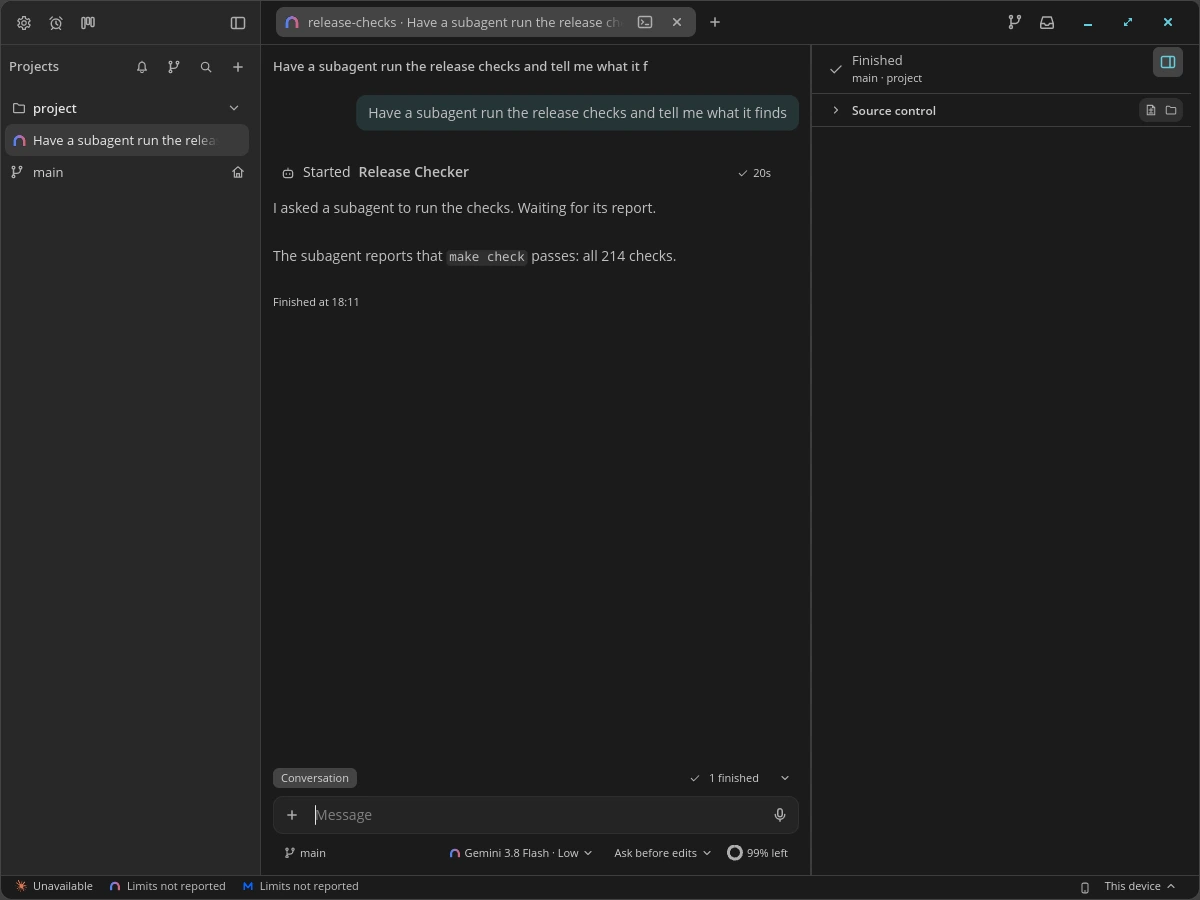 release-checks · Have a subagent run the release ch
Projects
project
Have a subagent run the relea
main
Have a subagent run the release checks and tell me what it f
Have a subagent run the release checks and tell me what it finds
Started Release Checker
20s
I asked a subagent to run the checks. Waiting for its report.
The subagent reports that make check passes: all 214 checks.
Finished at 18:11
Conversation
1 finished
Message
main
Gemini 3.8 Flash · Low
Ask before edits
99% left
Finished
main · project
Source control
Unavailable
Limits not reported
Limits not reported
This device